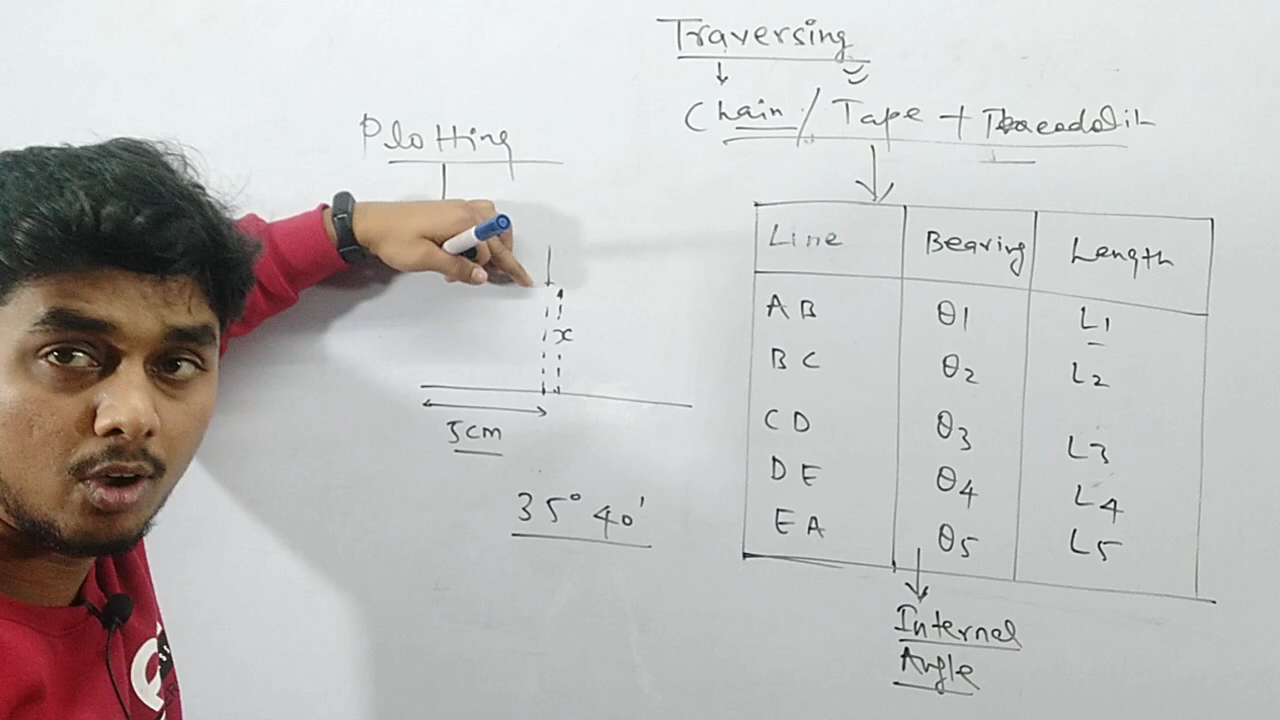 Traversing
Chain / Tape +
Plotting
Line Bearing Length
AB θ1 L1
BC θ2 L2
CD θ3 L3
DE θ4 L4
EA θ5 L5
x
5cm
35° 40'
Internal
Angle